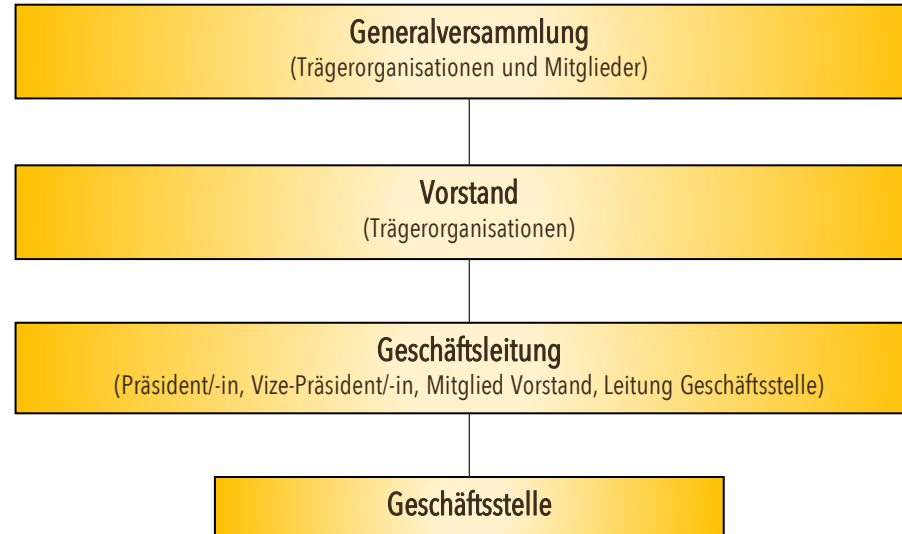 Generalversammlung
(Trägerorganisationen und Mitglieder)
Vorstand
(Trägerorganisationen)
Geschäftsleitung
(Präsident/-in, Vize-Präsident/-in, Mitglied Vorstand, Leitung Geschäftsstelle)
Geschäftsstelle